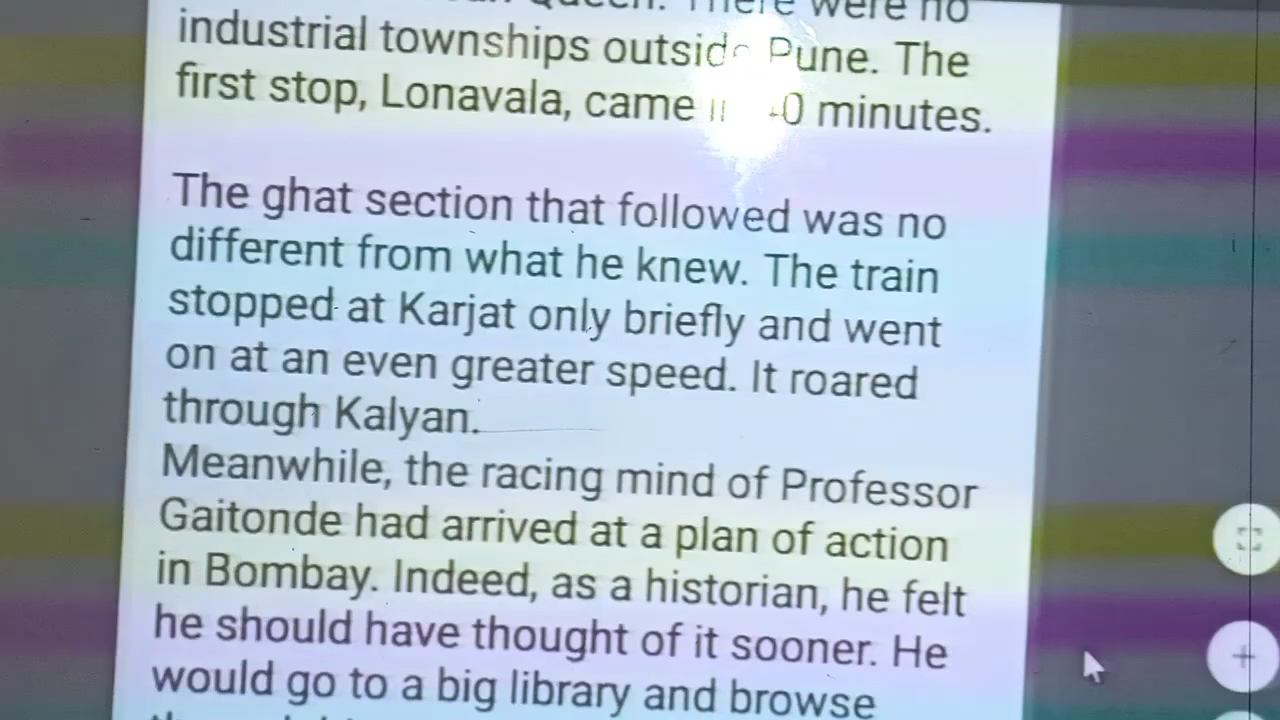 Queen. There were no
industrial townships outside Pune. The
first stop, Lonavala, came minutes.
The ghat section that followed was no
different from what he knew. The train
stopped at Karjat only briefly and went
on at an even greater speed. It roared
through Kalyan.
Meanwhile, the racing mind of Professor
Gaitonde had arrived at a plan of action
in Bombay. Indeed, as a historian, he felt
he should have thought of it sooner. He
would go to a big library and browse